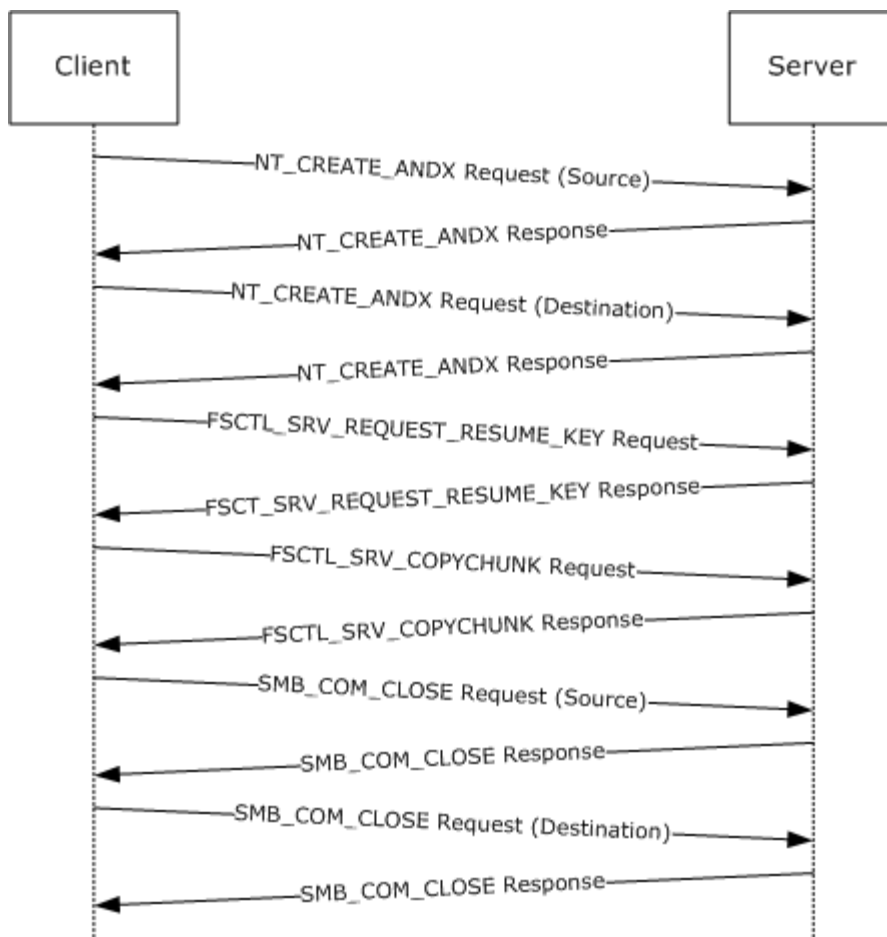 Client
Server
NT_CREATE_ANDX Request (Source)
NT_CREATE_ANDX Response
NT_CREATE_ANDX Request (Destination)
NT_CREATE_ANDX Response
FSCTL_SRV_REQUEST_RESUME_KEY Request
FSCT_SRV_REQUEST_RESUME_KEY Response
FSCTL_SRV_COPYCHUNK Request
FSCTL_SRV_COPYCHUNK Response
SMB_COM_CLOSE Request (Source)
SMB_COM_CLOSE Response
SMB_COM_CLOSE Request (Destination)
SMB_COM_CLOSE Response